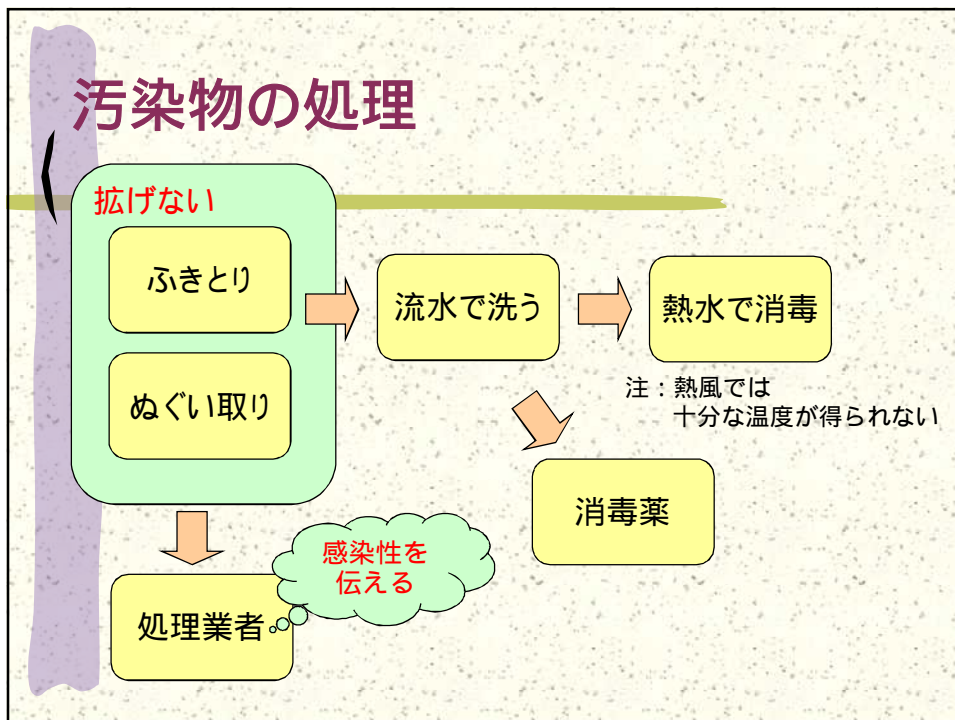 汚染物の処理
拡げない
ふきとり
ぬぐい取り
流水で洗う
熱水で消毒
注：熱風では
十分な温度が得られない
消毒薬
感染性を
伝える
処理業者